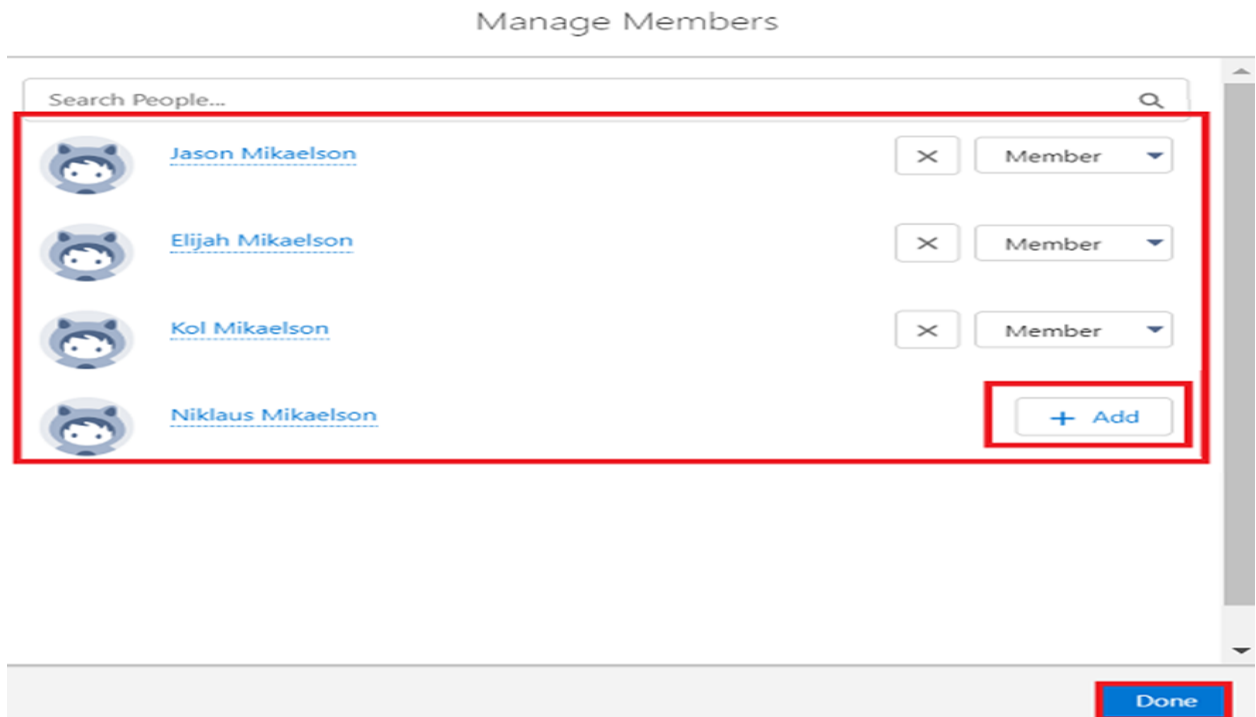 Manage Members
Search People...
Jason Mikaelson Member
Elijah Mikaelson Member
Kol Mikaelson Member
Niklaus Mikaelson + Add
Done